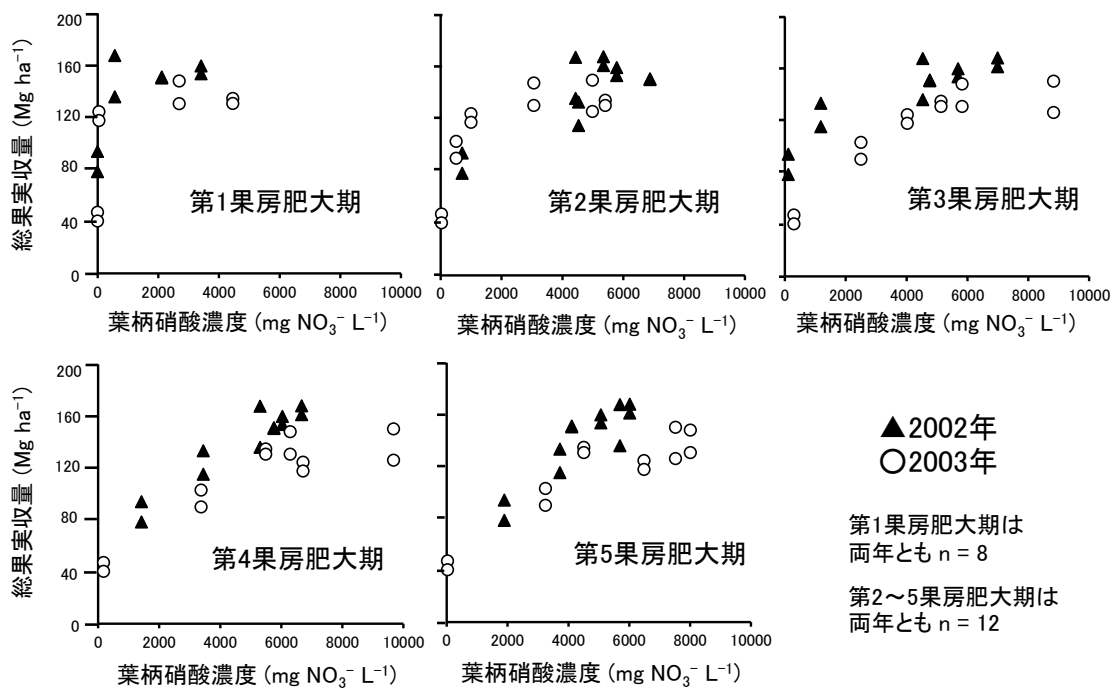 総果実収量 (Mg ha⁻¹)
200
160
120
80
40
0
第1果房肥大期
0 2000 4000 6000 8000 10000
葉柄硝酸濃度 (mg NO₃⁻ L⁻¹)
第2果房肥大期
0 2000 4000 6000 8000 10000
葉柄硝酸濃度 (mg NO₃⁻ L⁻¹)
第3果房肥大期
0 2000 4000 6000 8000 10000
葉柄硝酸濃度 (mg NO₃⁻ L⁻¹)
総果実収量 (Mg ha⁻¹)
200
160
120
80
40
0
第4果房肥大期
0 2000 4000 6000 8000 10000
葉柄硝酸濃度 (mg NO₃⁻ L⁻¹)
第5果房肥大期
0 2000 4000 6000 8000 10000
葉柄硝酸濃度 (mg NO₃⁻ L⁻¹)
▲2002年
○2003年
第1果房肥大期は
両年とも n = 8
第2～5果房肥大期は
両年とも n = 12